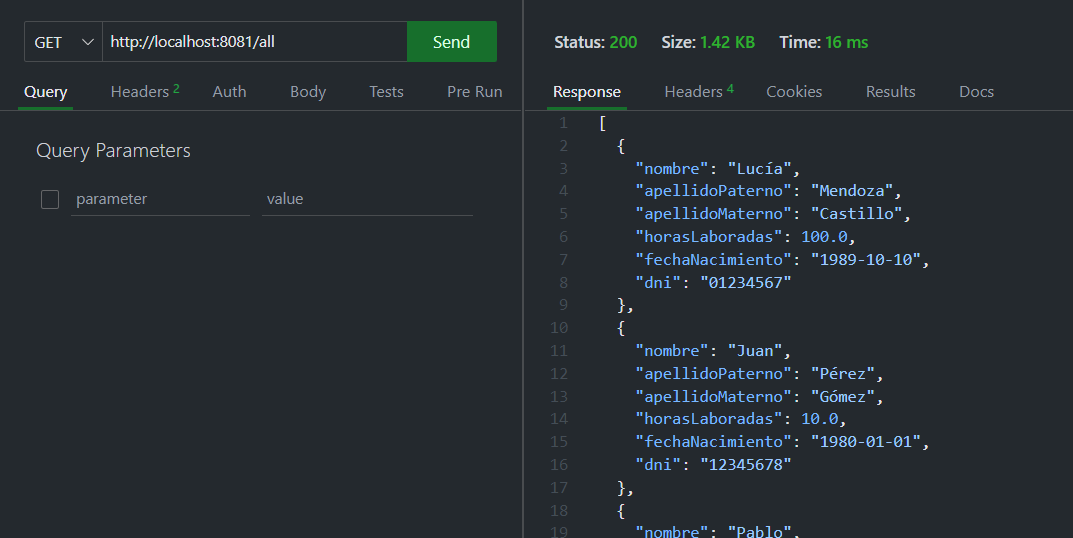 GET http://localhost:8081/all Send
Query Headers 2 Auth Body Tests Pre Run
Query Parameters
parameter value
Status: 200 Size: 1.42 KB Time: 16 ms
Response Headers 4 Cookies Results Docs
1 [
2 {
3 "nombre": "Lucía",
4 "apellidoPaterno": "Mendoza",
5 "apellidoMaterno": "Castillo",
6 "horasLaboradas": 100.0,
7 "fechaNacimiento": "1989-10-10",
8 "dni": "01234567"
9 },
10 {
11 "nombre": "Juan",
12 "apellidoPaterno": "Pérez",
13 "apellidoMaterno": "Gómez",
14 "horasLaboradas": 10.0,
15 "fechaNacimiento": "1980-01-01",
16 "dni": "12345678"
17 },
18 {
19 "nombre": "Pablo",